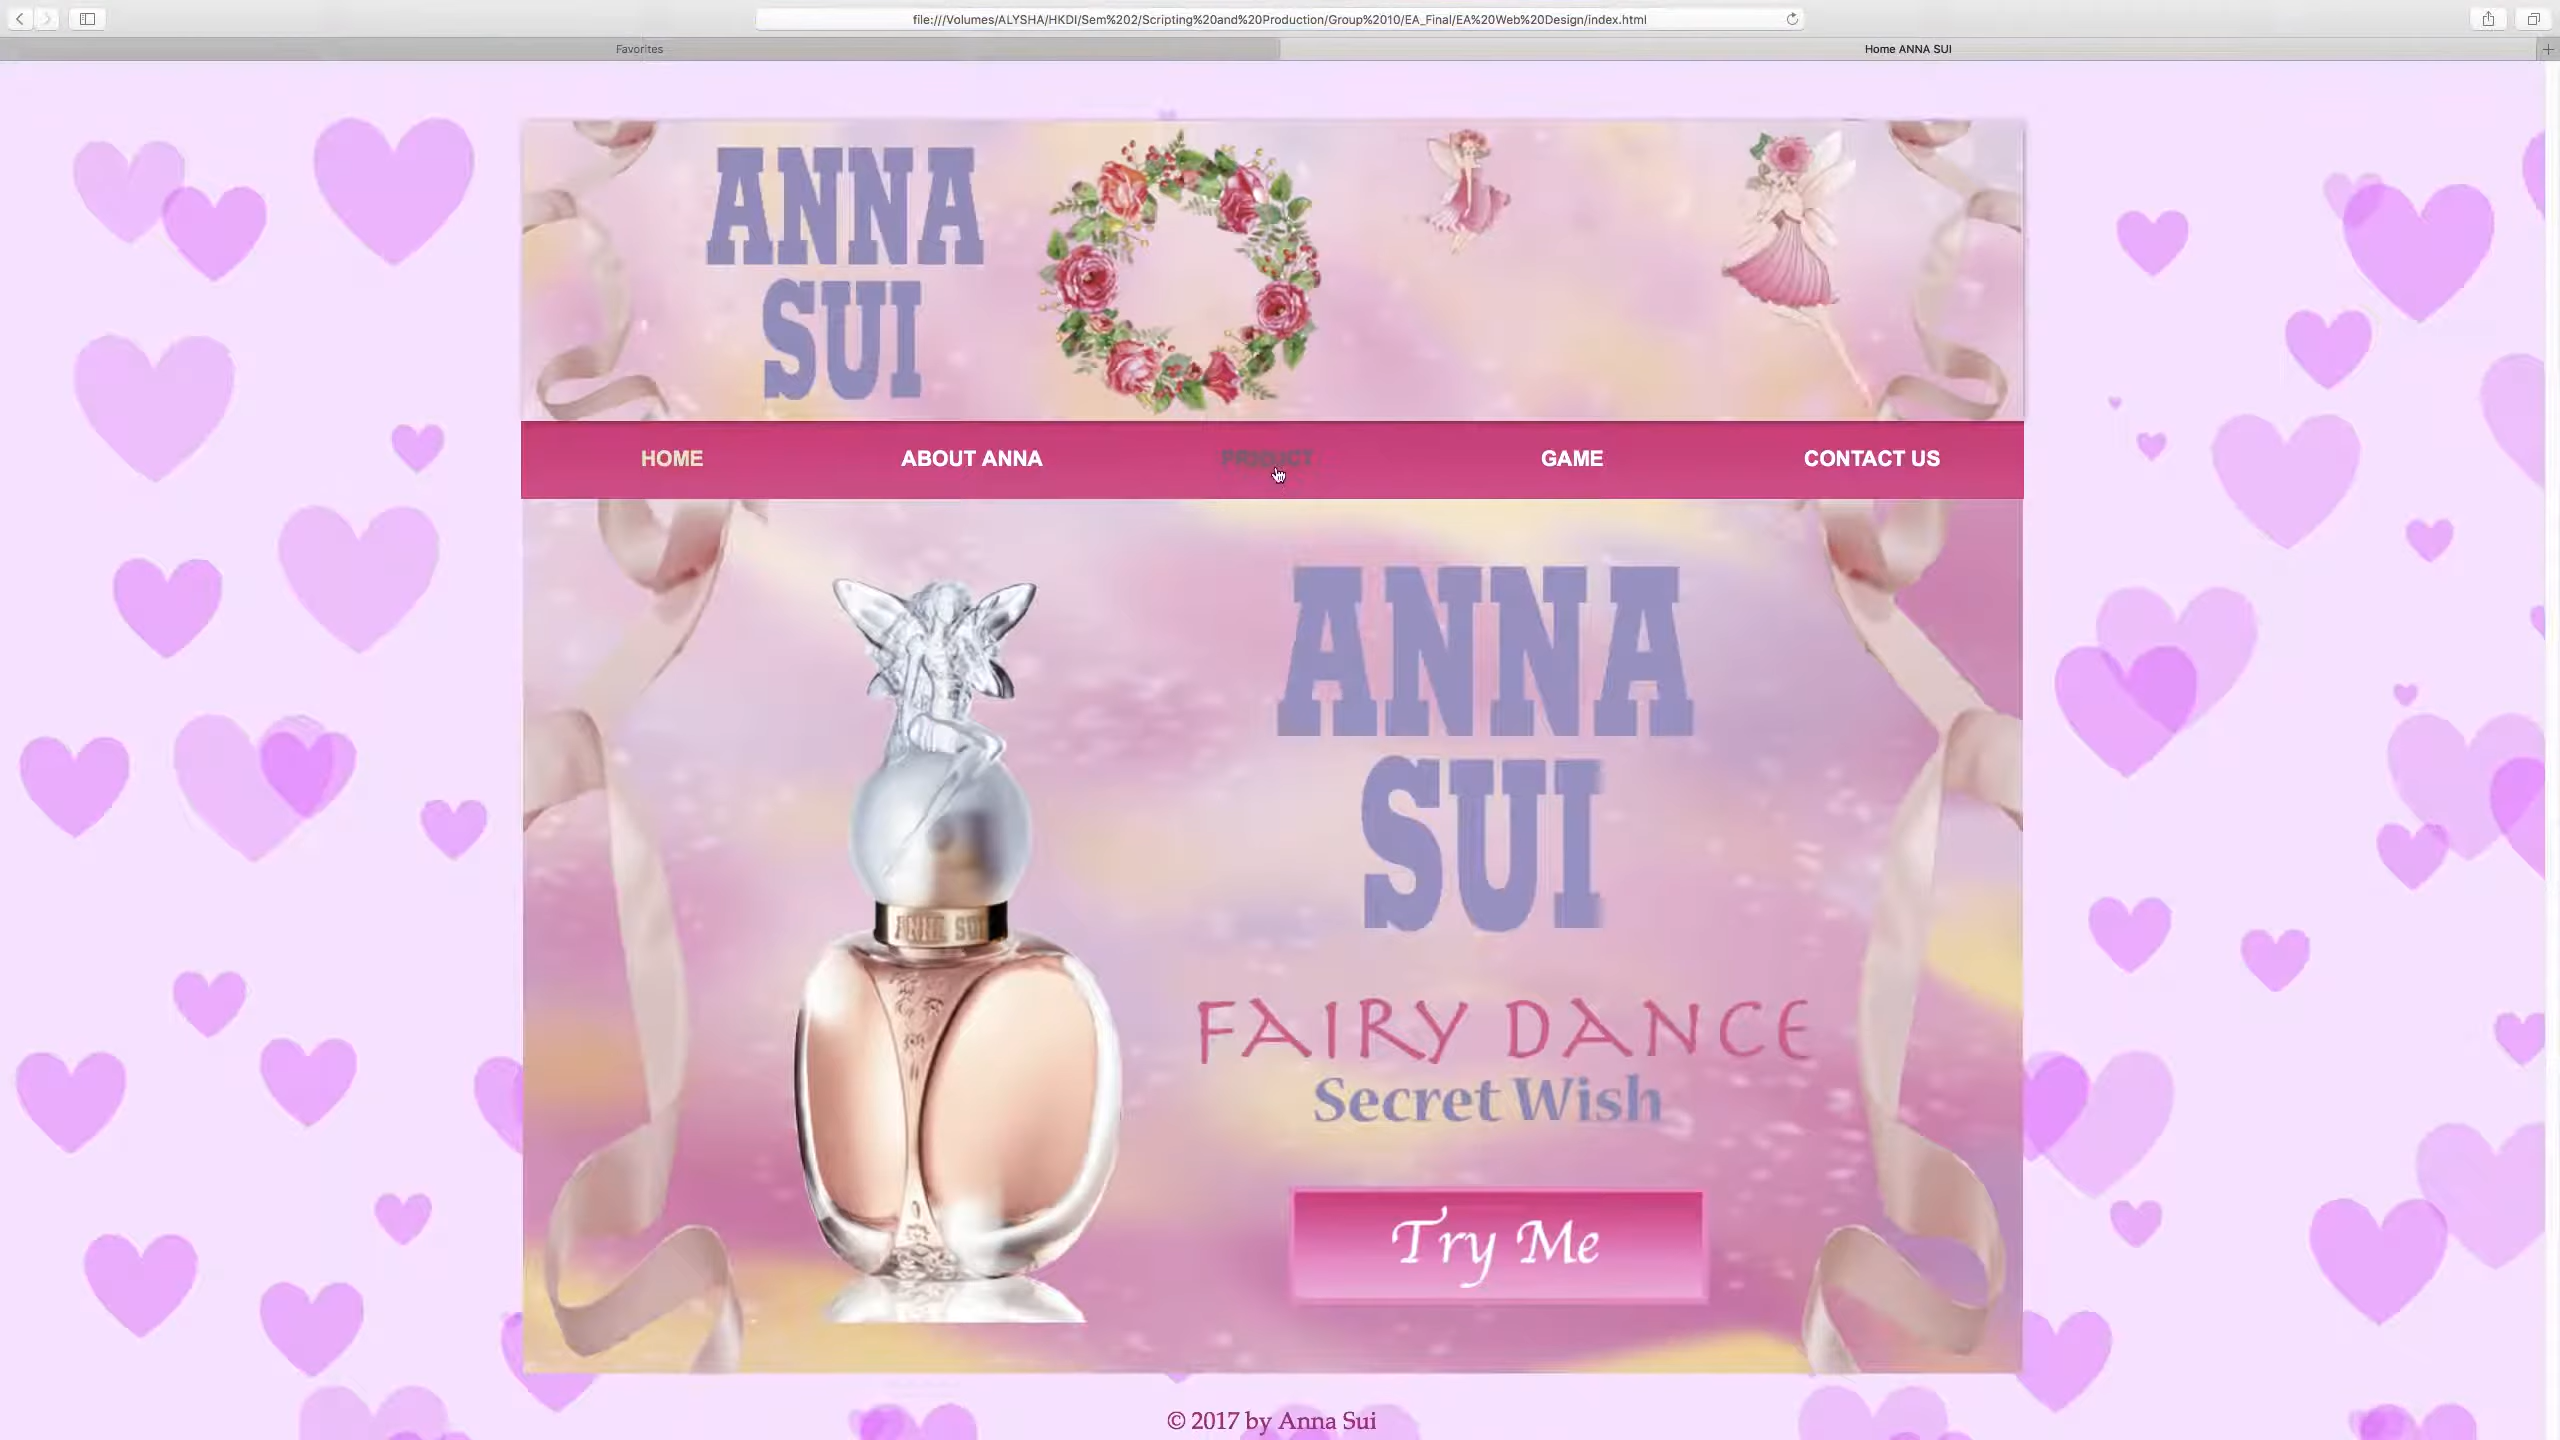 file:///Volumes/ALYSHA/HKDI/Sem%202/Scripting%20and%20Production/Group%2010/EA_Final/EA%20Web%20Design/index.html
Favorites
Home ANNA SUI
ANNA
SUI
HOME
ABOUT ANNA
PRODUCT
GAME
CONTACT US
ANNA
SUI
ANNA SUI
FAIRY DANCE
Secret Wish
Try Me
© 2017 by Anna Sui